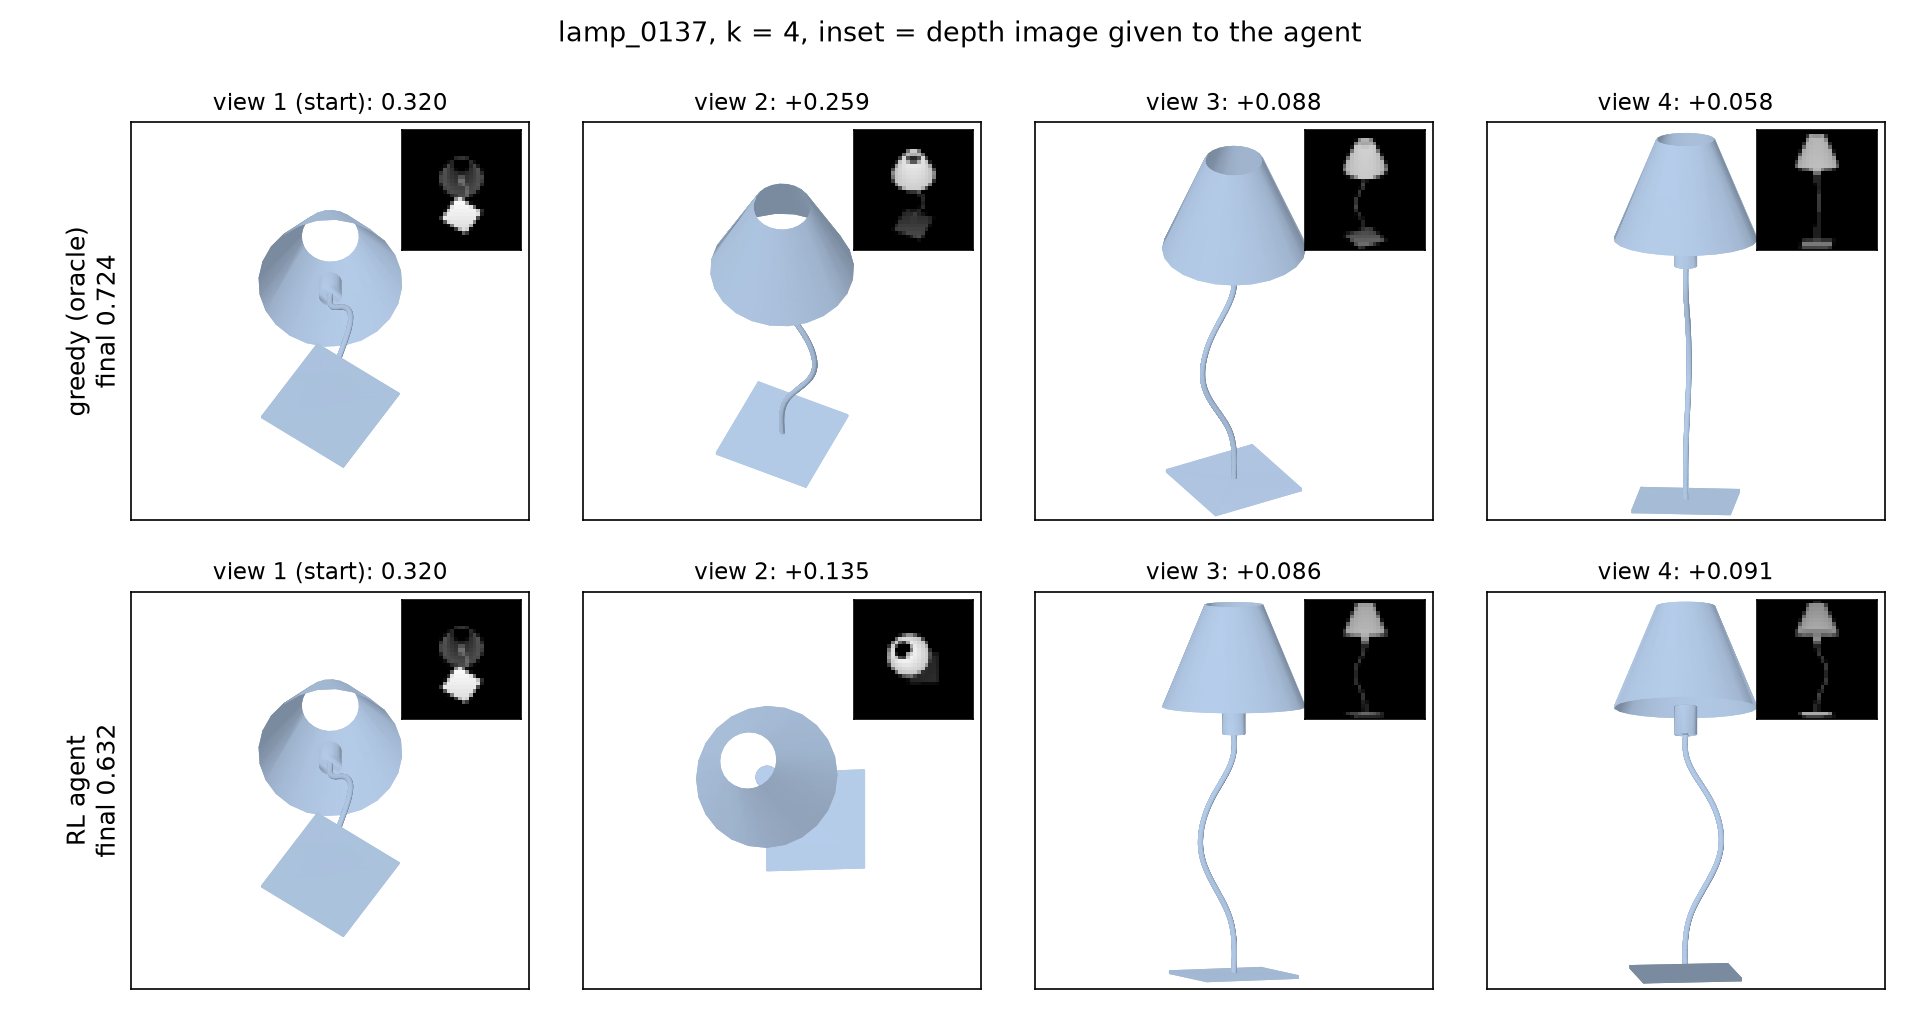 lamp_0137, k = 4, inset = depth image given to the agent
view 1 (start): 0.320
view 2: +0.259
view 3: +0.088
view 4: +0.058
greedy (oracle)
final 0.724
view 1 (start): 0.320
view 2: +0.135
view 3: +0.086
view 4: +0.091
RL agent
final 0.632